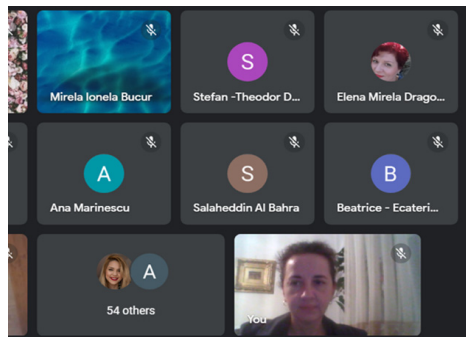 Mirela Ionela Bucur
S
Stefan -Theodor D...
Elena Mirela Drago...
A
Ana Marinescu
S
Salaheddin Al Bahra
B
Beatrice - Ecateri...
A
54 others
You